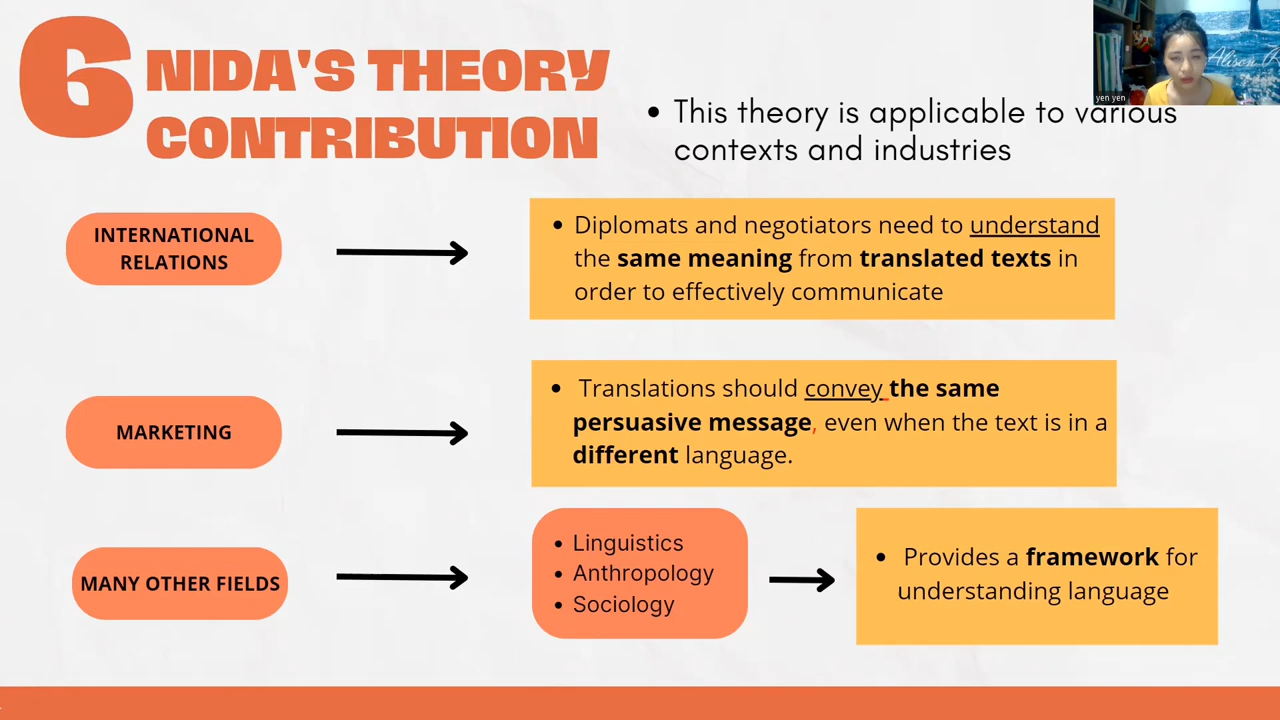 6
NIDA'S THEORY
CONTRIBUTION
• This theory is applicable to various
contexts and industries
yen yen
Alison
INTERNATIONAL
RELATIONS
• Diplomats and negotiators need to understand
the same meaning from translated texts in
order to effectively communicate
MARKETING
• Translations should convey the same
persuasive message, even when the text is in a
different language.
MANY OTHER FIELDS
• Linguistics
• Anthropology
• Sociology
• Provides a framework for
understanding language